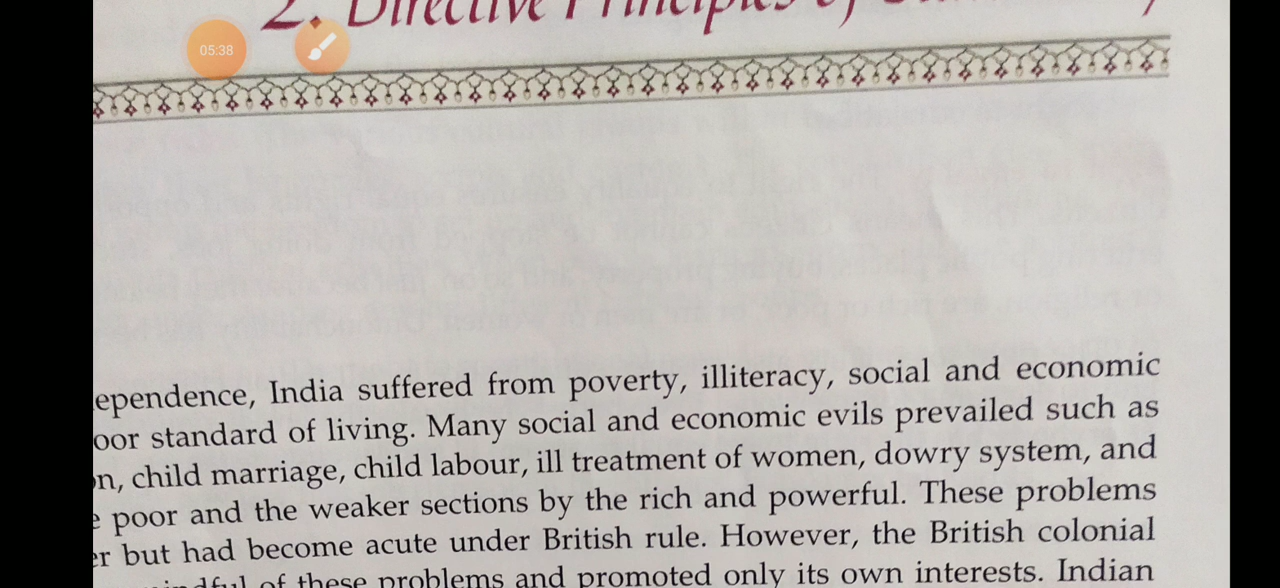 2. Directive Principles of
05:38
ependence, India suffered from poverty, illiteracy, social and economic
oor standard of living. Many social and economic evils prevailed such as
n, child marriage, child labour, ill treatment of women, dowry system, and
e poor and the weaker sections by the rich and powerful. These problems
er but had become acute under British rule. However, the British colonial
mindful of these problems and promoted only its own interests. Indian